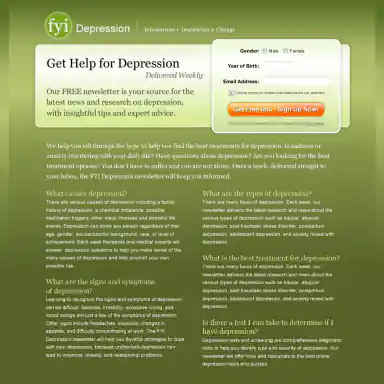 fyi Depression
Information • Inspiration • Change
Get Help for Depression
Delivered Weekly
Our FREE newsletter is your source for the
latest news and research on depression,
with insightful tips and expert advice.
Gender: Male Female
Year of Birth:
Email Address:
Sign Up Now!
We help you sift through the hype to help you find the best treatments for depression. Is sadness or
anxiety interfering with your daily life? Have questions about depression? Are you looking for the best
treatment options? You don't have to suffer and you are not alone. Once a week, delivered straight to
your inbox, the FYI Depression newsletter will keep you informed.
What causes depression?
There are various causes of depression including a family
history of depression, a chemical imbalance, possible
medication triggers, other major illnesses and stressful life
events. Depression can strike any person regardless of their
age, gender, socioeconomic background, race, or level of
achievement. Each week therapists and medical experts will
answer depression questions to help you make sense of the
many causes of depression and help pinpoint your own
possible risk.
What are the signs and symptoms
of depression?
Learning to recognize the signs and symptoms of depression
can be difficult. Sadness, irritability, excessive crying, and
mood swings are just a few of the symptoms of depression.
Other signs include headaches, insomnia, changes in
appetite, and difficulty concentrating at work. The FYI
Depression newsletter will help you develop strategies to cope
with your depression, because untreated depression can
lead to insomnia, obesity, and relationship problems.
What are the types of depression?
There are many faces of depression. Each week, our
newsletter delivers the latest research and news about the
various types of depression such as bipolar, atypical
depression, post traumatic stress disorder, postpartum
depression, adolescent depression, and anxiety mixed with
depression.
What is the best treatment for depression?
There are many faces of depression. Each week, our
newsletter delivers the latest research and news about the
various types of depression such as bipolar, atypical
depression, post traumatic stress disorder, postpartum
depression, adolescent depression, and anxiety mixed with
depression.
Is there a test I can take to determine if I
have depression?
Depression tests and screening are comprehensive diagnostic
tools to help you identify type and severity of depression. Our
newsletter will offer links and resources to the best online
depression tests and quizzes.